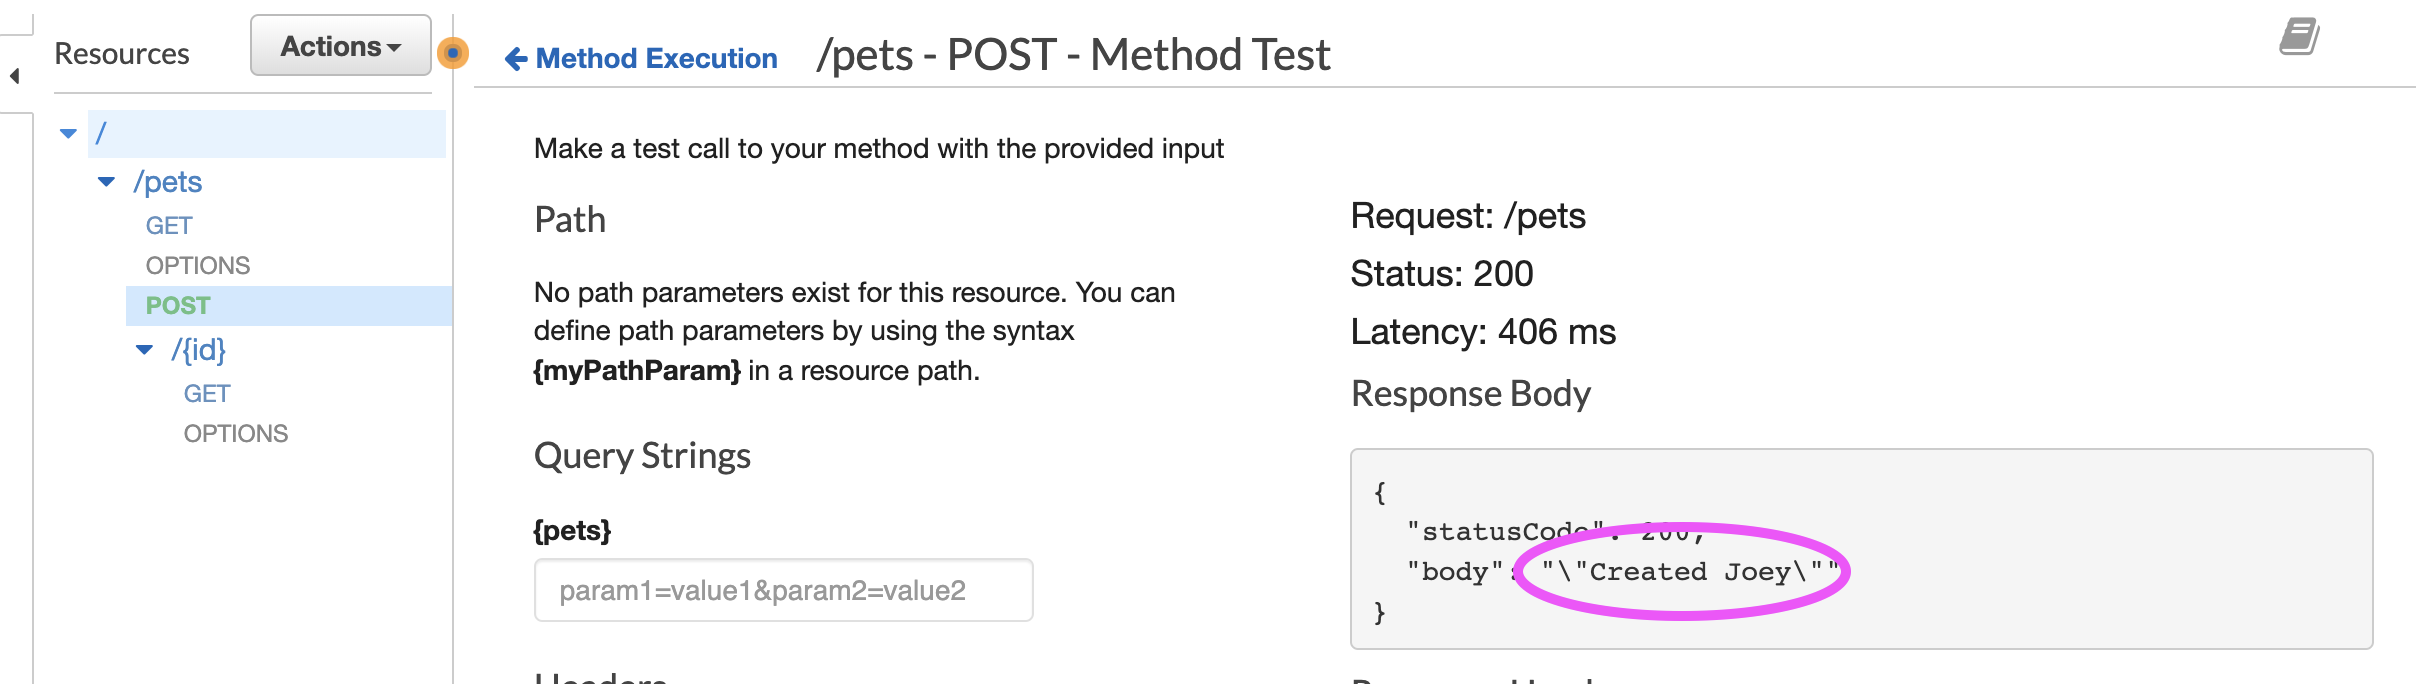 Resources
Actions
Method Execution
/pets - POST - Method Test
/
/pets
GET
OPTIONS
POST
/{id}
GET
OPTIONS
Make a test call to your method with the provided input
Path
No path parameters exist for this resource. You can
define path parameters by using the syntax
{myPathParam} in a resource path.
Query Strings
{pets}
param1=value1&param2=value2
Headers
Request: /pets
Status: 200
Latency: 406 ms
Response Body
{
"statusCode": 200,
"body": "\"Created Joey\""
}